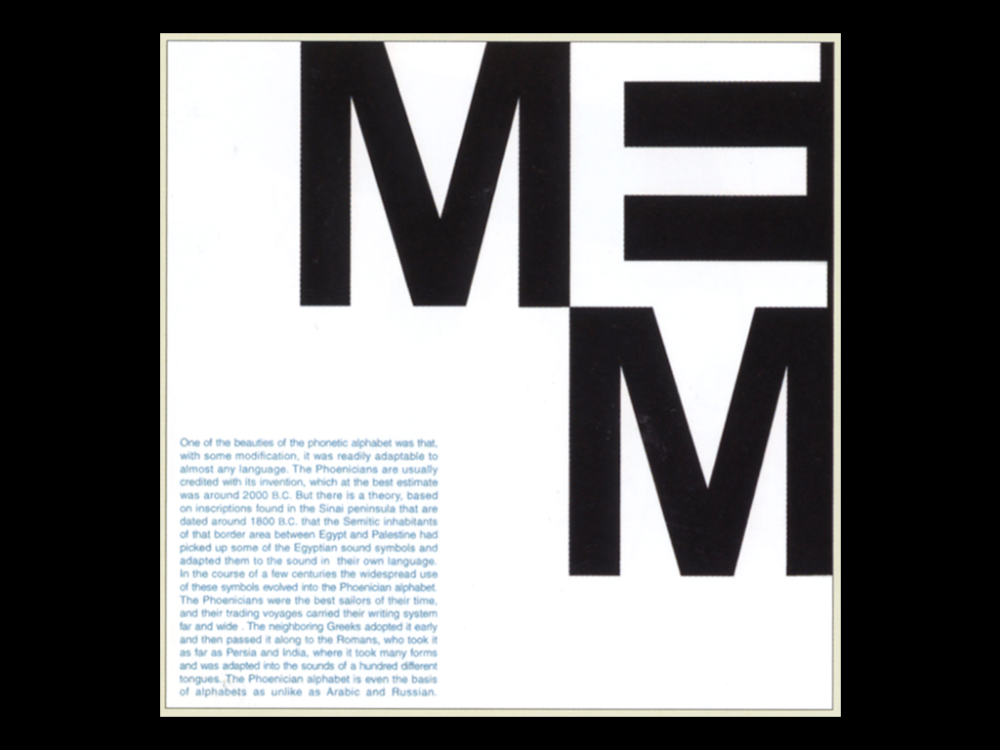 M E
M
One of the beauties of the phonetic alphabet was that,
with some modification, it was readily adaptable to
almost any language. The Phoenicians are usually
credited with its invention, which at the best estimate
was around 2000 B.C. But there is a theory, based
on inscriptions found in the Sinai peninsula that are
dated around 1800 B.C. that the Semitic inhabitants
of that border area between Egypt and Palestine had
picked up some of the Egyptian sound symbols and
adapted them to the sound in their own language.
In the course of a few centuries the widespread use
of these symbols evolved into the Phoenician alphabet.
The Phoenicians were the best sailors of their time,
and their trading voyages carried their writing system
far and wide . The neighboring Greeks adopted it early
and then passed it along to the Romans, who took it
as far as Persia and India, where it took many forms
and was adapted into the sounds of a hundred different
tongues. The Phoenician alphabet is even the basis
of alphabets as unlike as Arabic and Russian.